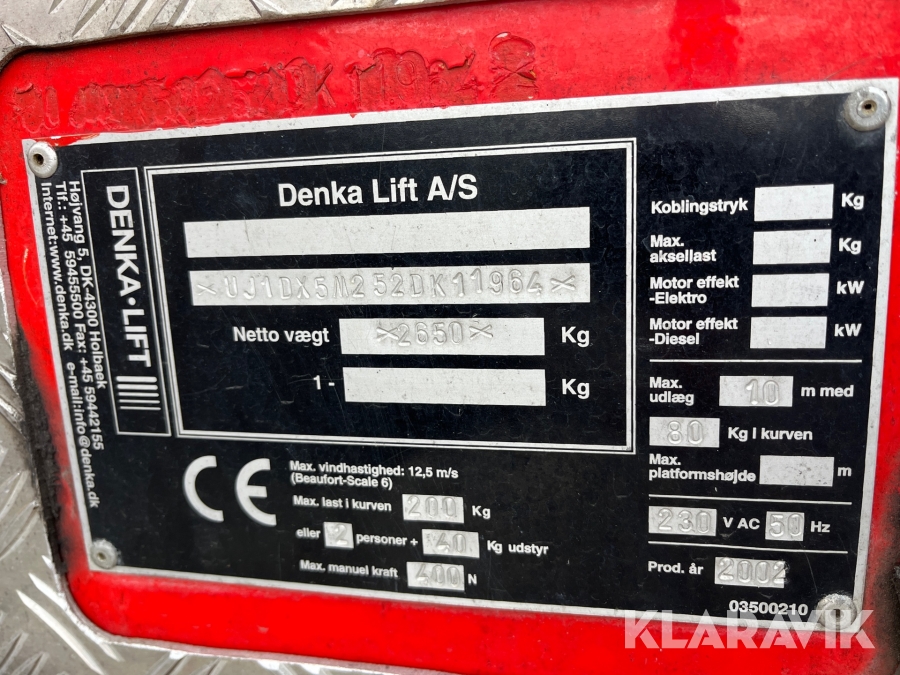 DENKA·LIFT
Højvang 5, DK-4300 Holbaek
Tlf.: +45 59455500 Fax: +45 59442155
Internet:www.denka.dk e-mail:info@denka.dk
Denka Lift A/S
*UJ1DX5N252DK11964*
Netto vægt *2650* Kg
1- Kg
CE
Max. vindhastighed: 12,5 m/s
(Beaufort-Scale 6)
Max. last i kurven 200 Kg
eller 2 personer + 40 Kg udstyr
Max. manuel kraft 400 N
Koblingstryk Kg
Max.
aksellast Kg
Motor effekt
-Elektro kW
Motor effekt
-Diesel kW
Max.
udlæg 10 m med
80 Kg i kurven
Max.
platformshøjde m
230 V AC 50 Hz
Prod. år 2002
03500210
KLARAVIK